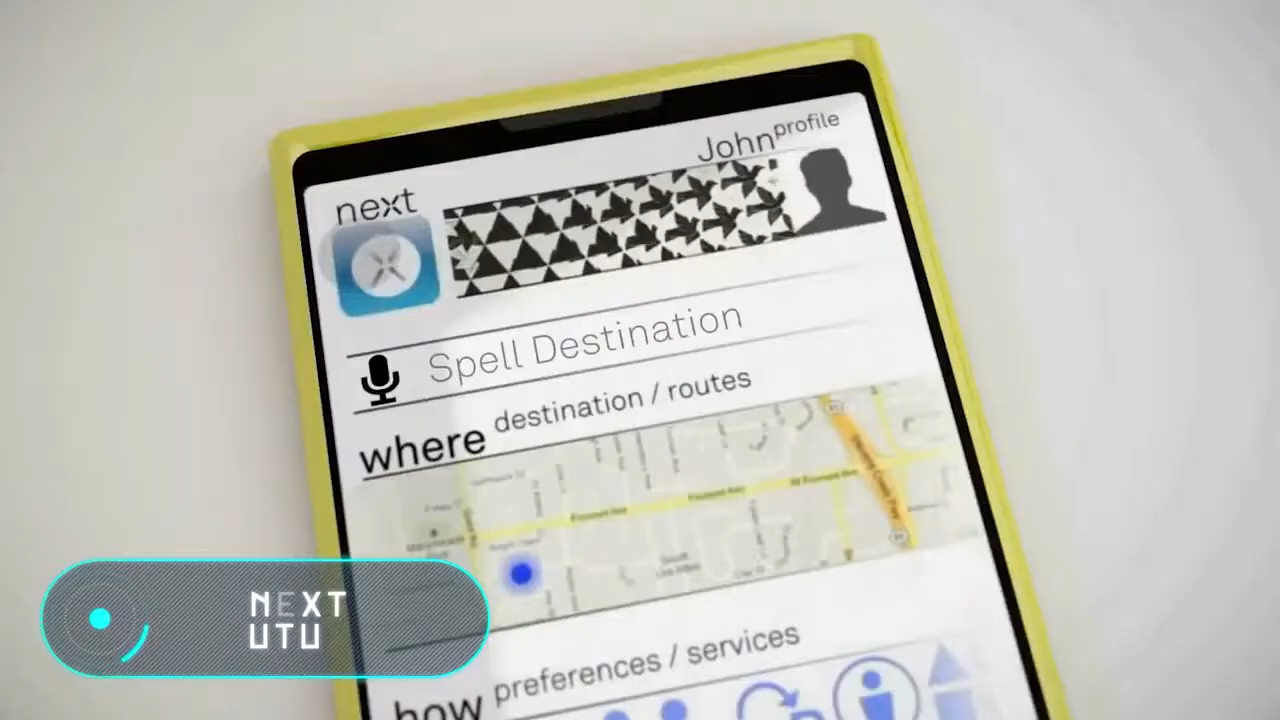 John profile
next
Spell Destination
where destination / routes
how preferences / services
NEXT
UTU